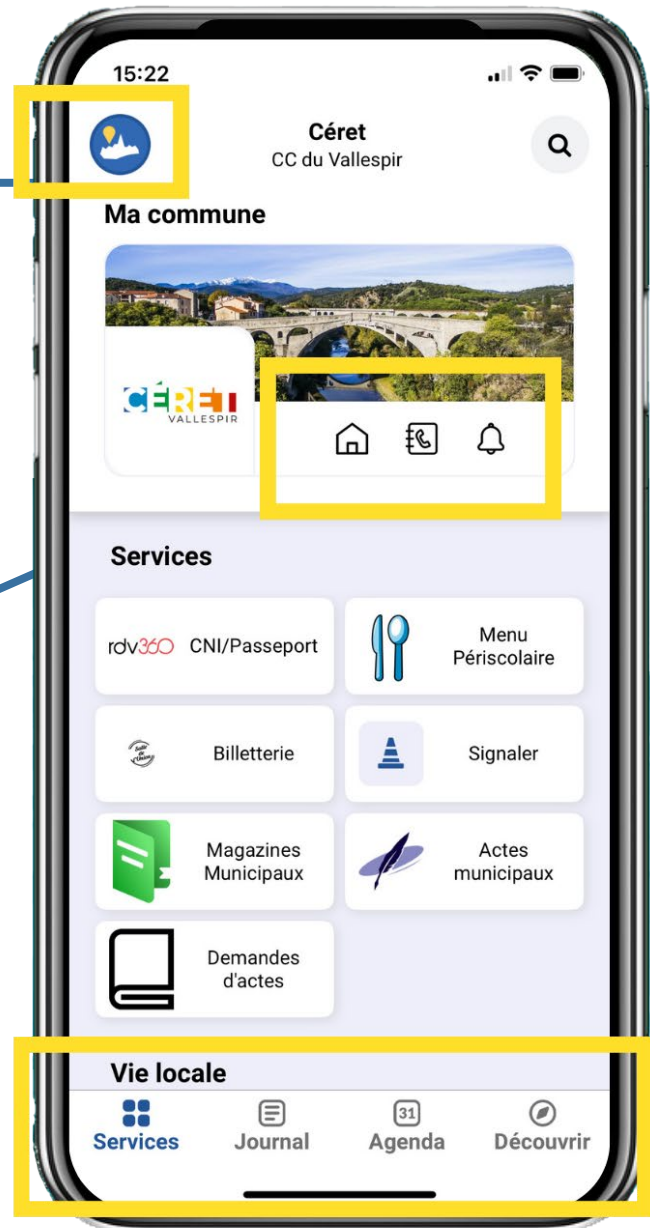 15:22
Céret
CC du Vallespir
Ma commune
CÉRET
VALLESPIR
Services
rdv360 CNI/Passeport
Menu
Périscolaire
Billetterie
Signaler
Magazines
Municipaux
Actes
municipaux
Demandes
d'actes
Vie locale
31
Services Journal Agenda Découvrir